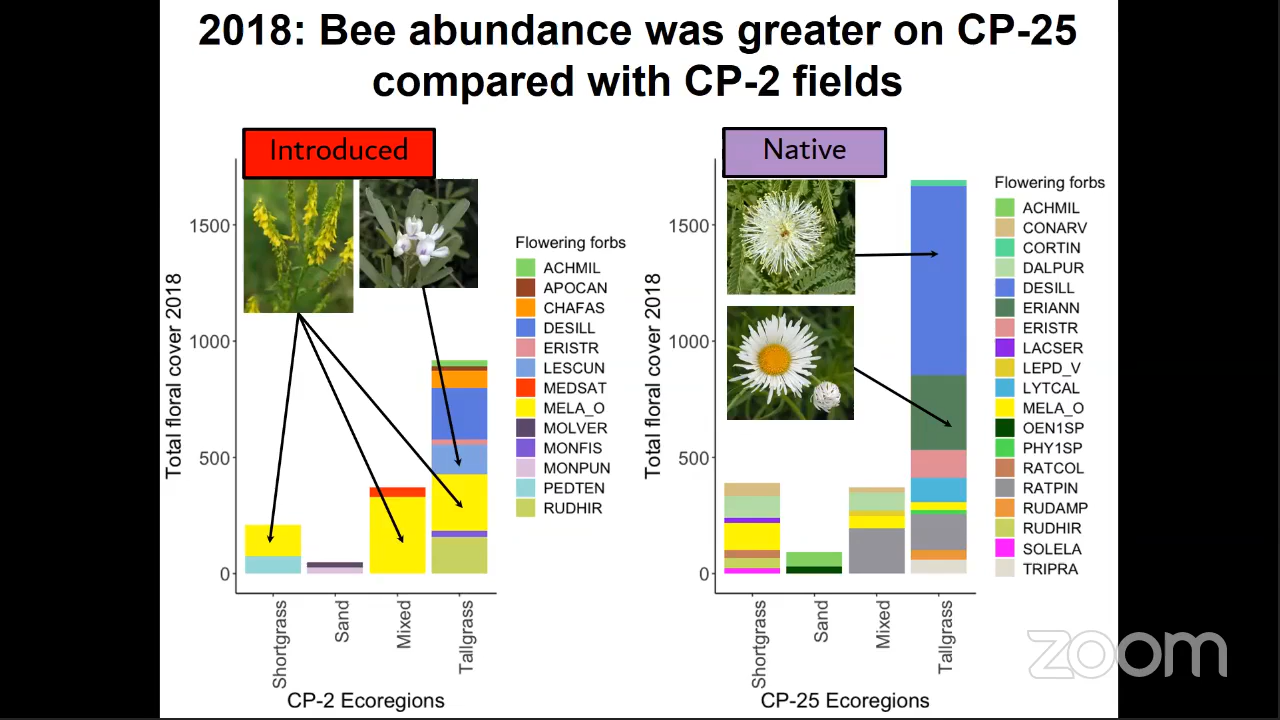 2018: Bee abundance was greater on CP-25
compared with CP-2 fields
Introduced
Total floral cover 2018
1500
1000
500
0
Shortgrass
Sand
Mixed
Tallgrass
CP-2 Ecoregions
Flowering forbs
ACHMIL
APOCAN
CHAFAS
DESILL
ERISTR
LESCUN
MEDSAT
MELA_O
MOLVER
MONFIS
MONPUN
PEDTEN
RUDHIR
Native
Total floral cover 2018
1500
1000
500
0
Shortgrass
Sand
Mixed
Tallgrass
CP-25 Ecoregions
Flowering forbs
ACHMIL
CONARV
CORTIN
DALPUR
DESILL
ERIANN
ERISTR
LACSER
LEPD_V
LYTCAL
MELA_O
OEN1SP
PHY1SP
RATCOL
RATPIN
RUDAMP
RUDHIR
SOLELA
TRIPRA
zoom